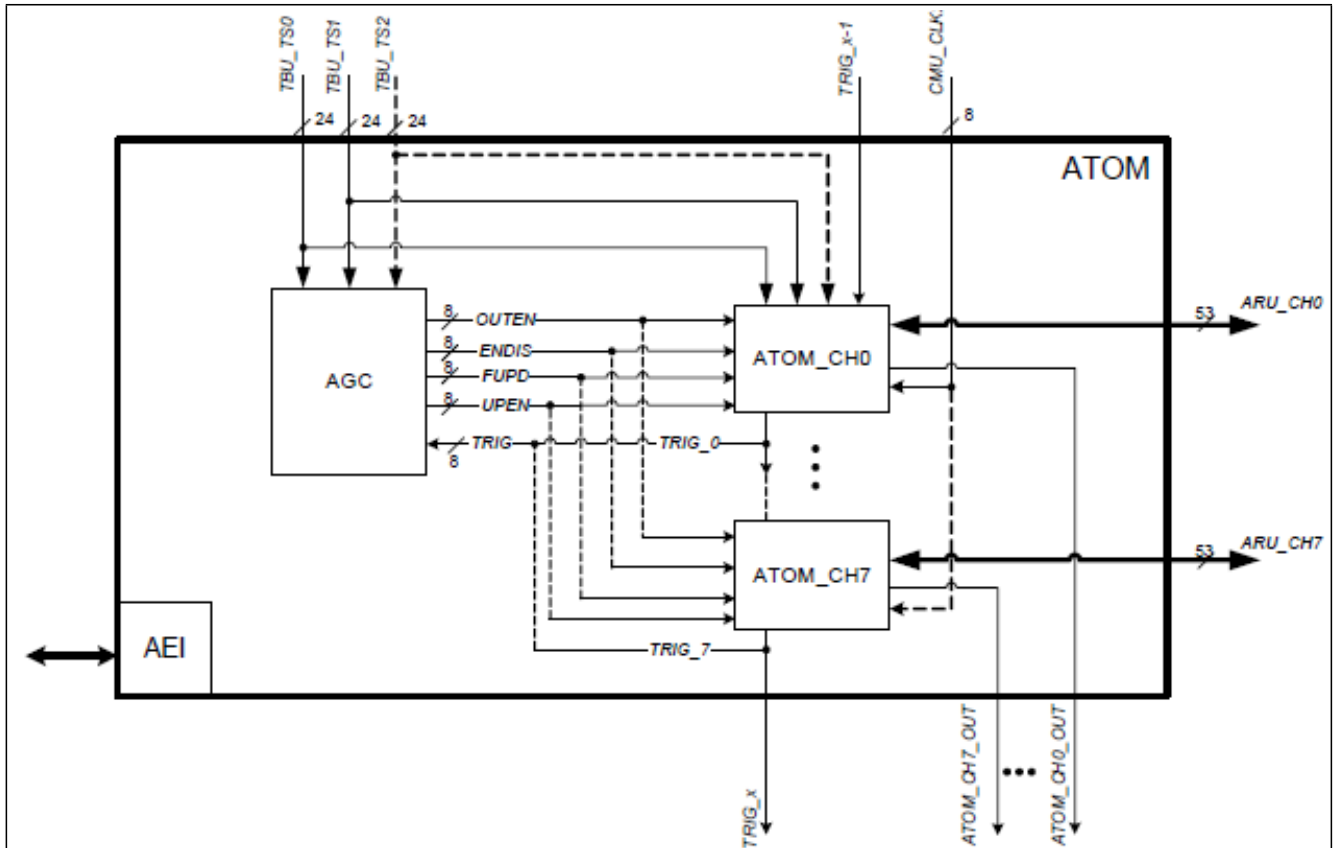 TBU_TS0
TBU_TS1
TBU_TS2
TRIG_x-1
CMU_CLK
24
24
24
8
ATOM
8
OUTEN
8
ENDIS
8
FUPD
8
UPEN
AGC
TRIG
8
TRIG_0
ATOM_CH0
53
ARU_CH0
ATOM_CH7
53
ARU_CH7
TRIG_7
AEI
TRIG_x
ATOM_CH7_OUT
ATOM_CH0_OUT